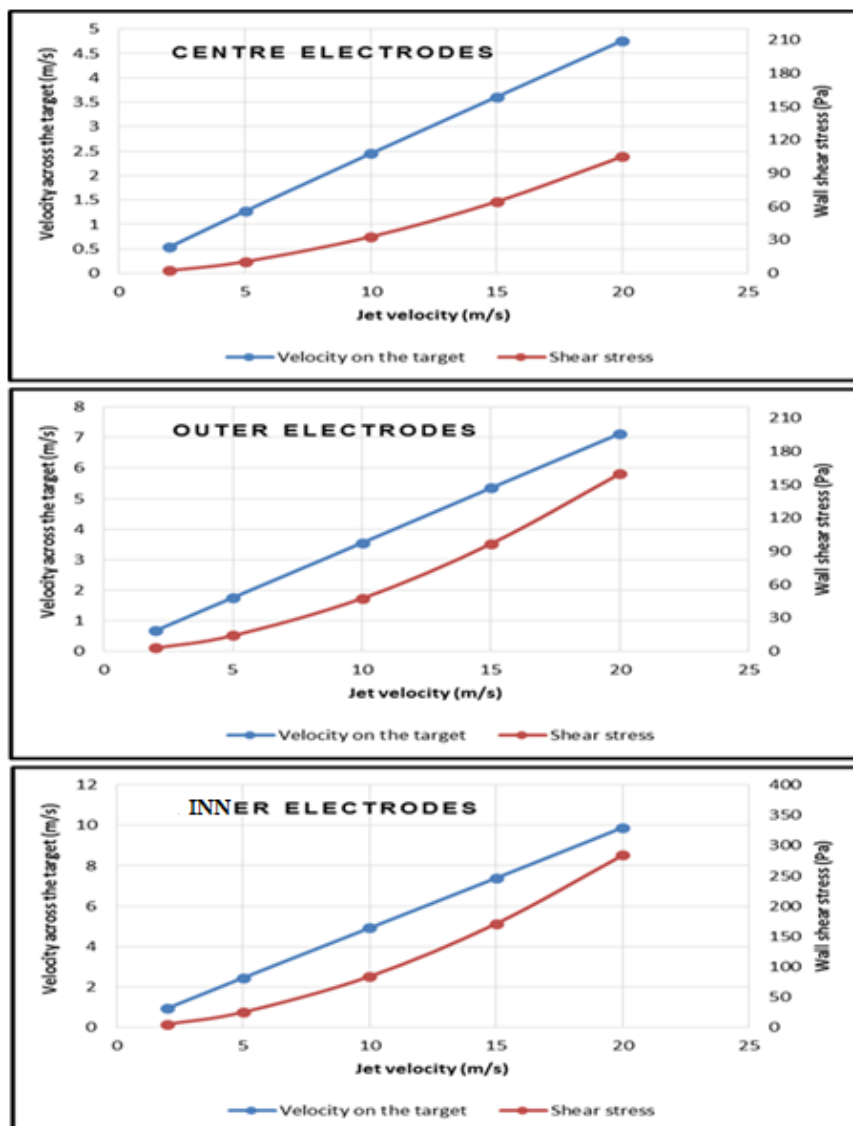 CENTRE ELECTRODES
5
4.5
4
3.5
3
2.5
2
1.5
1
0.5
0
Velocity across the target (m/s)
210
180
150
120
90
60
30
0
Wall shear stress (Pa)
0 5 10 15 20 25
Jet velocity (m/s)
Velocity on the target Shear stress
OUTER ELECTRODES
8
7
6
5
4
3
2
1
0
Velocity across the target (m/s)
210
180
150
120
90
60
30
0
Wall shear stress (Pa)
0 5 10 15 20 25
Jet velocity (m/s)
Velocity on the target Shear stress
INNER ELECTRODES
12
10
8
6
4
2
0
Velocity across the target (m/s)
400
350
300
250
200
150
100
50
0
Wall shear stress (Pa)
0 5 10 15 20 25
Jet velocity (m/s)
Velocity on the target Shear stress